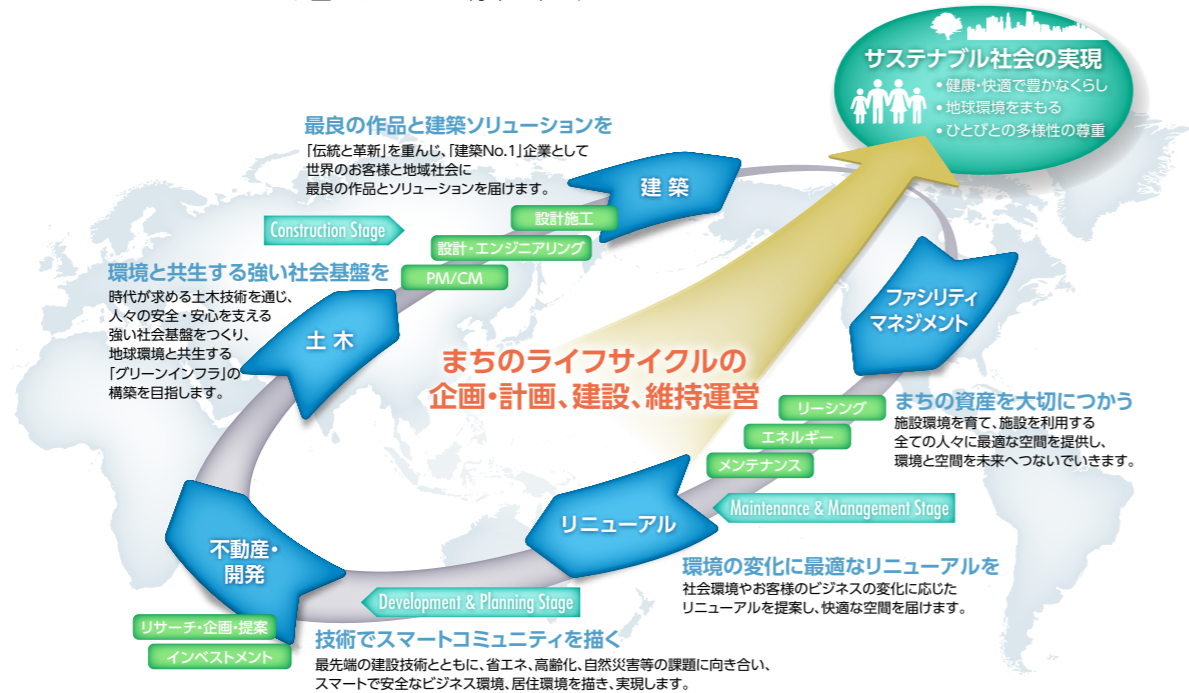 サステナブル社会の実現
•健康・快適で豊かなくらし
•地球環境をまもる
•ひとびとの多様性の尊重
最良の作品と建築ソリューションを
「伝統と革新」を重んじ、「建築No.1」企業として
世界のお客様と地域社会に
最良の作品とソリューションを届けます。
建築
Construction Stage
設計施工
設計・エンジニアリング
PM/CM
環境と共生する強い社会基盤を
時代が求める土木技術を通じ、
人々の安全・安心を支える
強い社会基盤をつくり、
地球環境と共生する
「グリーンインフラ」の
構築を目指します。
土木
ファシリティ
マネジメント
まちのライフサイクルの
企画・計画、建設、維持運営
リーシング
エネルギー
メンテナンス
まちの資産を大切につかう
施設環境を育て、施設を利用する
全ての人々に最適な空間を提供し、
環境と空間を未来へつないでいきます。
Maintenance & Management Stage
リニューアル
環境の変化に最適なリニューアルを
社会環境やお客様のビジネスの変化に応じた
リニューアルを提案し、快適な空間を届けます。
不動産・
開発
Development & Planning Stage
リサーチ・企画・提案
インベストメント
技術でスマートコミュニティを描く
最先端の建設技術とともに、省エネ、高齢化、自然災害等の課題に向き合い、
スマートで安全なビジネス環境、居住環境を描き、実現します。